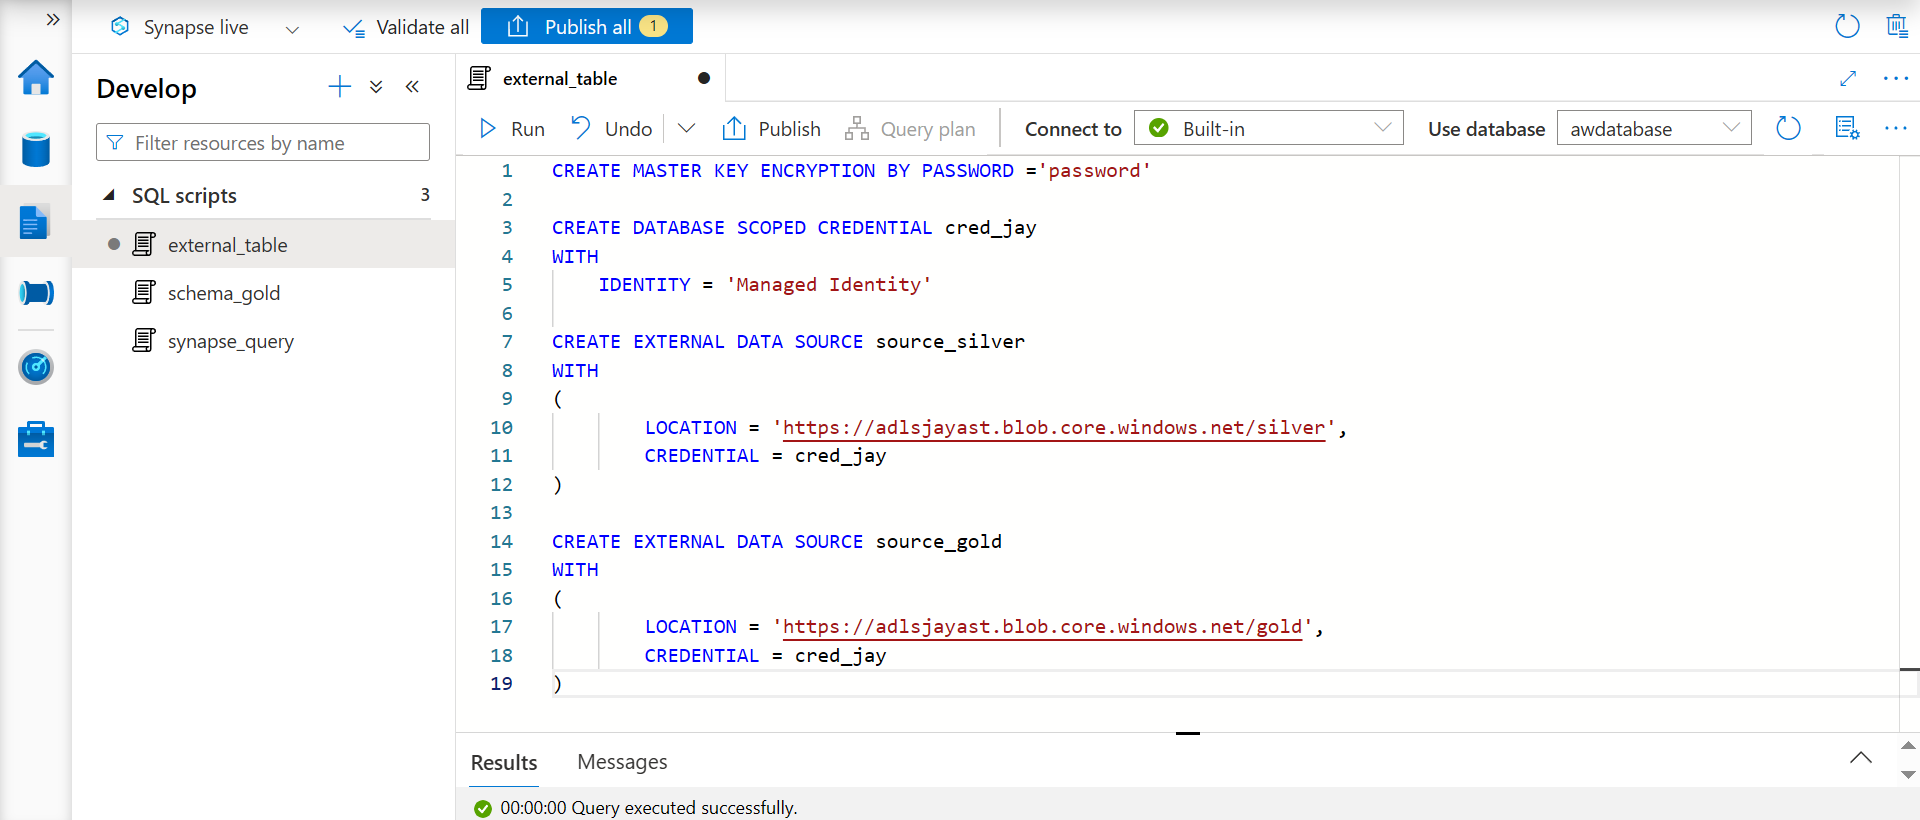 Synapse live
Validate all
Publish all 1
Develop
Filter resources by name
SQL scripts 3
external_table
schema_gold
synapse_query
external_table
Run
Undo
Publish
Query plan
Connect to
Built-in
Use database
awdatabase
1 CREATE MASTER KEY ENCRYPTION BY PASSWORD ='password'
2
3 CREATE DATABASE SCOPED CREDENTIAL cred_jay
4 WITH
5 IDENTITY = 'Managed Identity'
6
7 CREATE EXTERNAL DATA SOURCE source_silver
8 WITH
9 (
10 LOCATION = 'https://adlsjayast.blob.core.windows.net/silver',
11 CREDENTIAL = cred_jay
12 )
13
14 CREATE EXTERNAL DATA SOURCE source_gold
15 WITH
16 (
17 LOCATION = 'https://adlsjayast.blob.core.windows.net/gold',
18 CREDENTIAL = cred_jay
19 )
Results Messages
00:00:00 Query executed successfully.